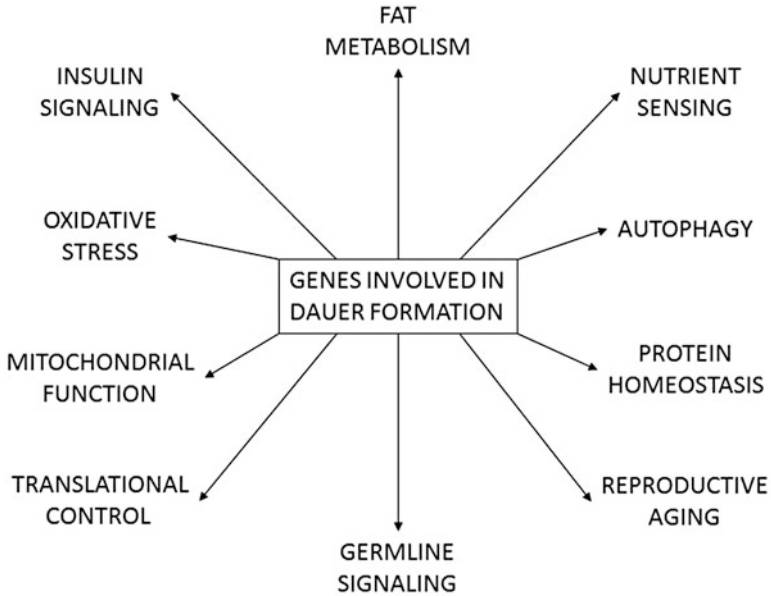 FAT
METABOLISM
INSULIN
SIGNALING
NUTRIENT
SENSING
OXIDATIVE
STRESS
AUTOPHAGY
GENES INVOLVED IN
DAUER FORMATION
MITOCHONDRIAL
FUNCTION
PROTEIN
HOMEOSTASIS
TRANSLATIONAL
CONTROL
REPRODUCTIVE
AGING
GERMLINE
SIGNALING